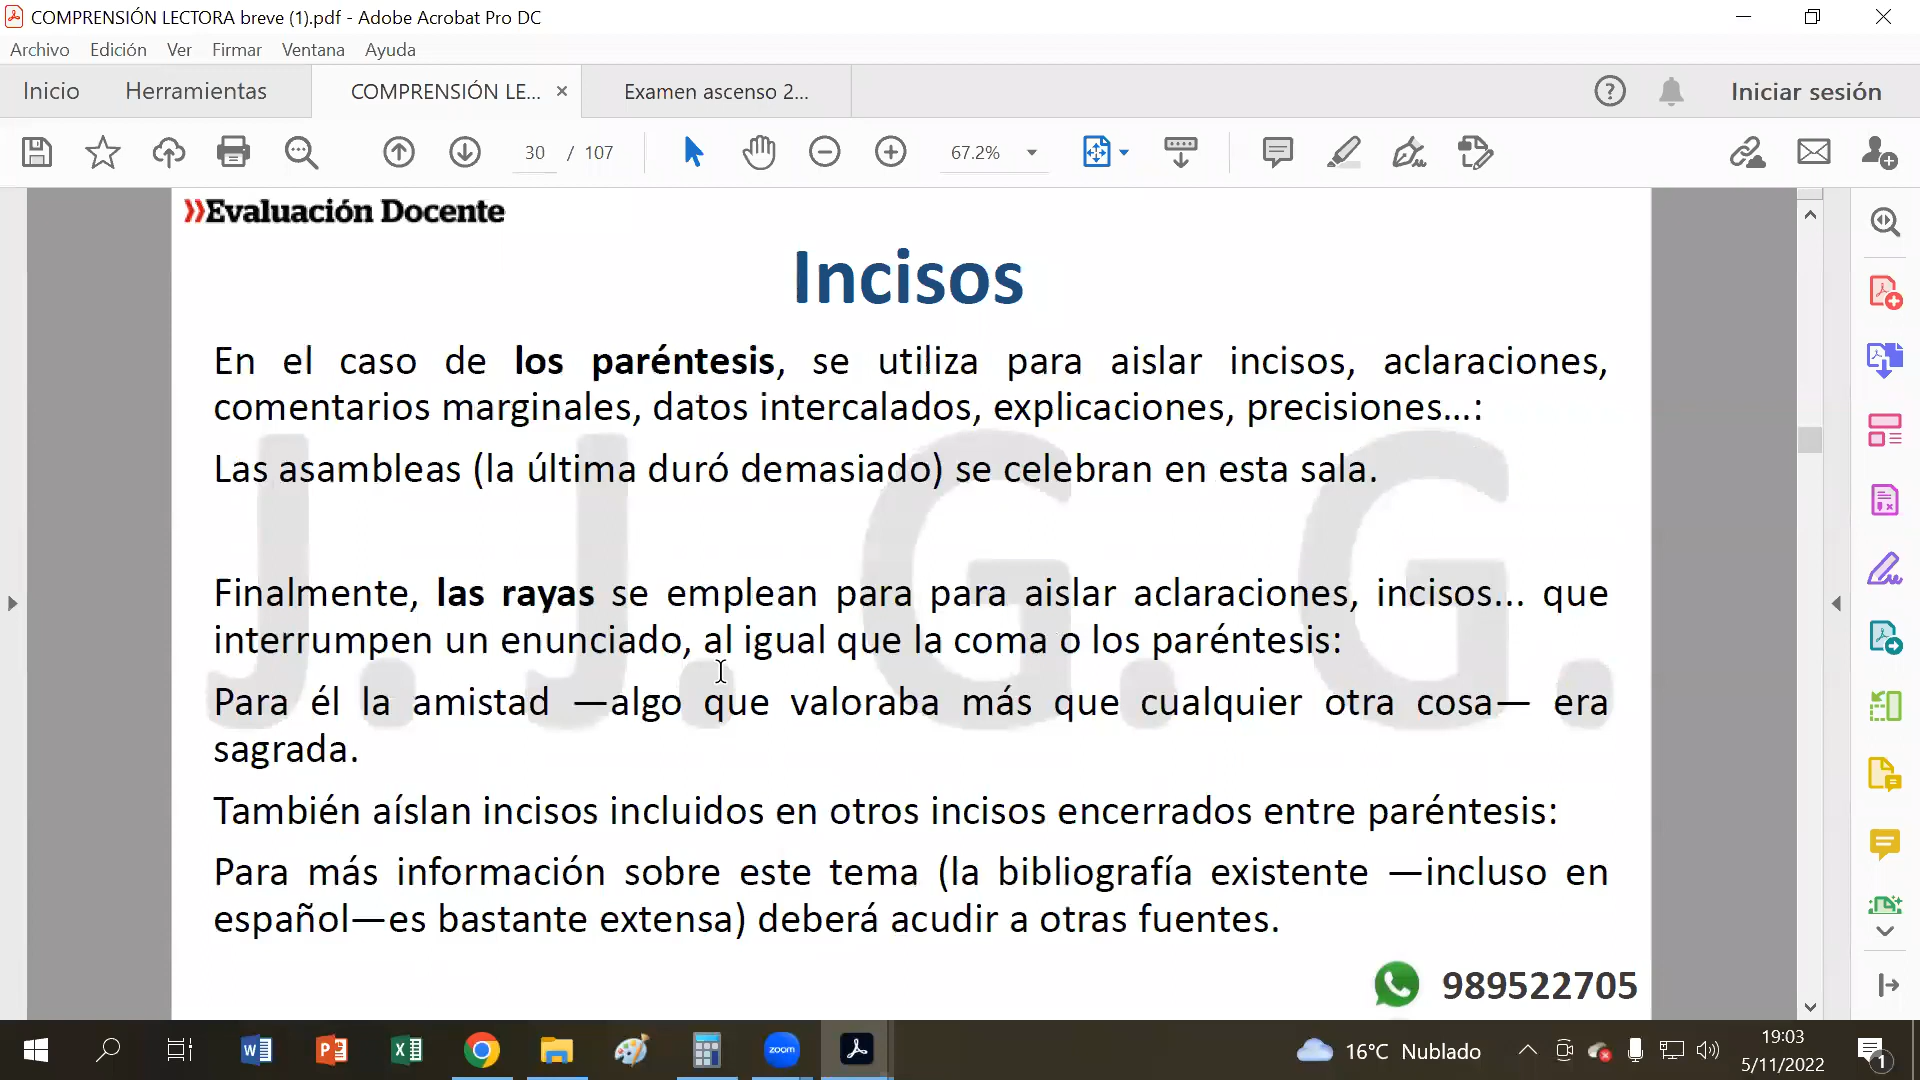 COMPRENSIÓN LECTORA breve (1).pdf - Adobe Acrobat Pro DC
Archivo Edición Ver Firmar Ventana Ayuda
Inicio Herramientas COMPRENSIÓN LE... × Examen ascenso 2... Iniciar sesión
30 / 107 67.2%
Evaluación Docente
Incisos
En el caso de los paréntesis, se utiliza para aislar incisos, aclaraciones,
comentarios marginales, datos intercalados, explicaciones, precisiones...:
Las asambleas (la última duró demasiado) se celebran en esta sala.
J. J. G. G.
Finalmente, las rayas se emplean para para aislar aclaraciones, incisos... que
interrumpen un enunciado, al igual que la coma o los paréntesis:
Para él la amistad —algo que valoraba más que cualquier otra cosa— era
sagrada.
También aíslan incisos incluidos en otros incisos encerrados entre paréntesis:
Para más información sobre este tema (la bibliografía existente —incluso en
español—es bastante extensa) deberá acudir a otras fuentes.
989522705
zoom
16°C Nublado
19:03
5/11/2022
1